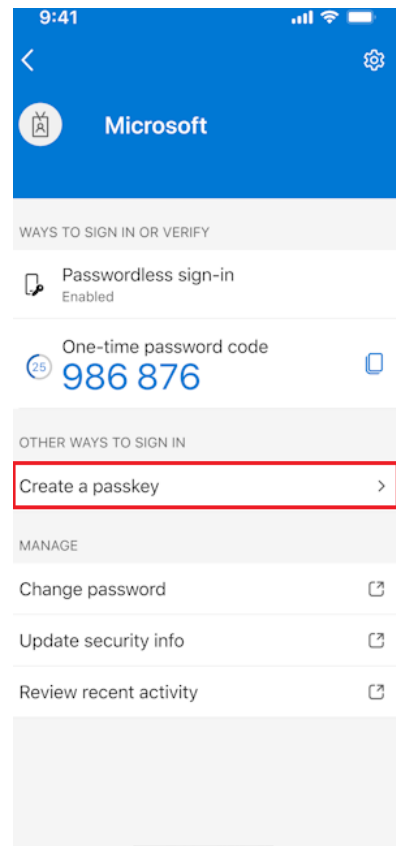 9:41
Microsoft
WAYS TO SIGN IN OR VERIFY
Passwordless sign-in
Enabled
One-time password code
25
986 876
OTHER WAYS TO SIGN IN
Create a passkey
MANAGE
Change password
Update security info
Review recent activity